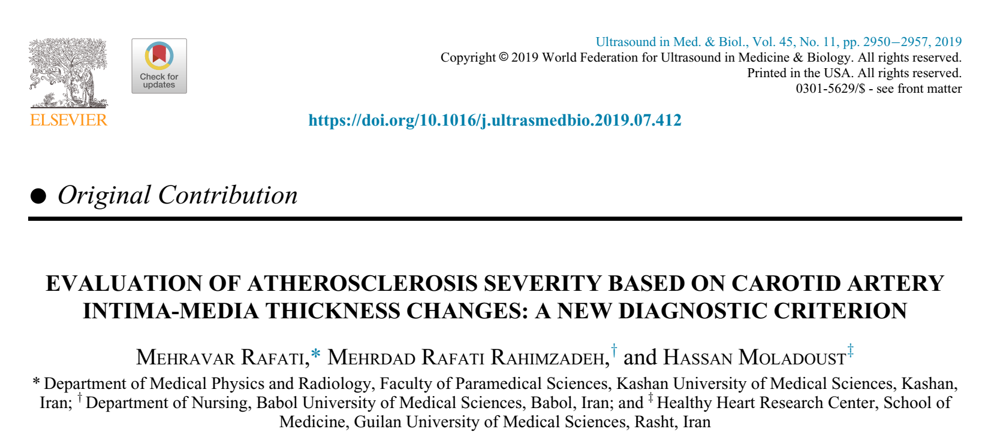 Ultrasound in Med. & Biol., Vol. 45, No. 11, pp. 2950–2957, 2019
Copyright © 2019 World Federation for Ultrasound in Medicine & Biology. All rights reserved.
Printed in the USA. All rights reserved.
0301-5629/$ - see front matter
Check for
updates
ELSEVIER
https://doi.org/10.1016/j.ultrasmedbio.2019.07.412
● Original Contribution
EVALUATION OF ATHEROSCLEROSIS SEVERITY BASED ON CAROTID ARTERY
INTIMA-MEDIA THICKNESS CHANGES: A NEW DIAGNOSTIC CRITERION
MEHRAVAR RAFATI,* MEHRDAD RAFATI RAHIMZADEH,† and HASSAN MOLADOUST‡
* Department of Medical Physics and Radiology, Faculty of Paramedical Sciences, Kashan University of Medical Sciences, Kashan,
Iran; † Department of Nursing, Babol University of Medical Sciences, Babol, Iran; and ‡ Healthy Heart Research Center, School of
Medicine, Guilan University of Medical Sciences, Rasht, Iran